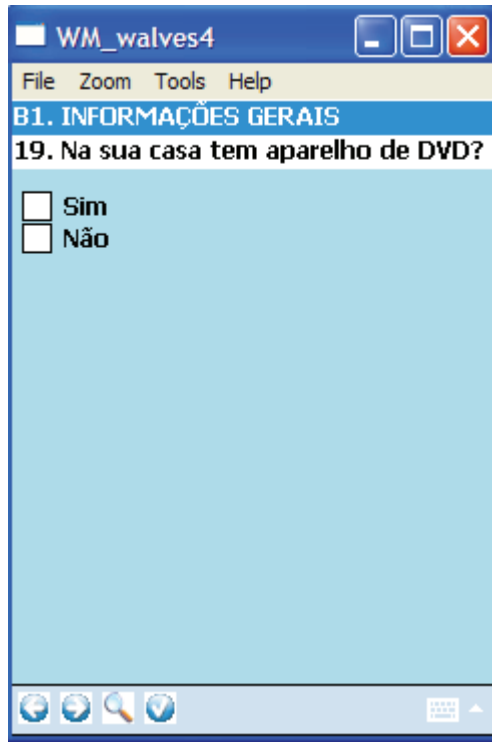 WM_walves4
File Zoom Tools Help
B1. INFORMAÇÕES GERAIS
19. Na sua casa tem aparelho de DVD?
Sim
Não